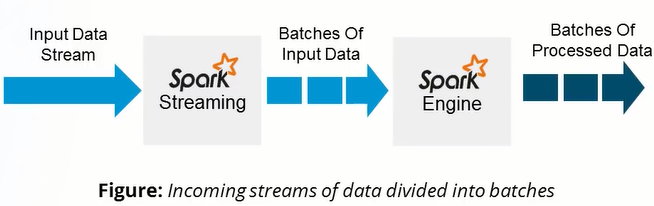 Input Data
Stream
Spark
Streaming
Batches Of
Input Data
Spark
Engine
Batches Of
Processed Data
Figure: Incoming streams of data divided into batches